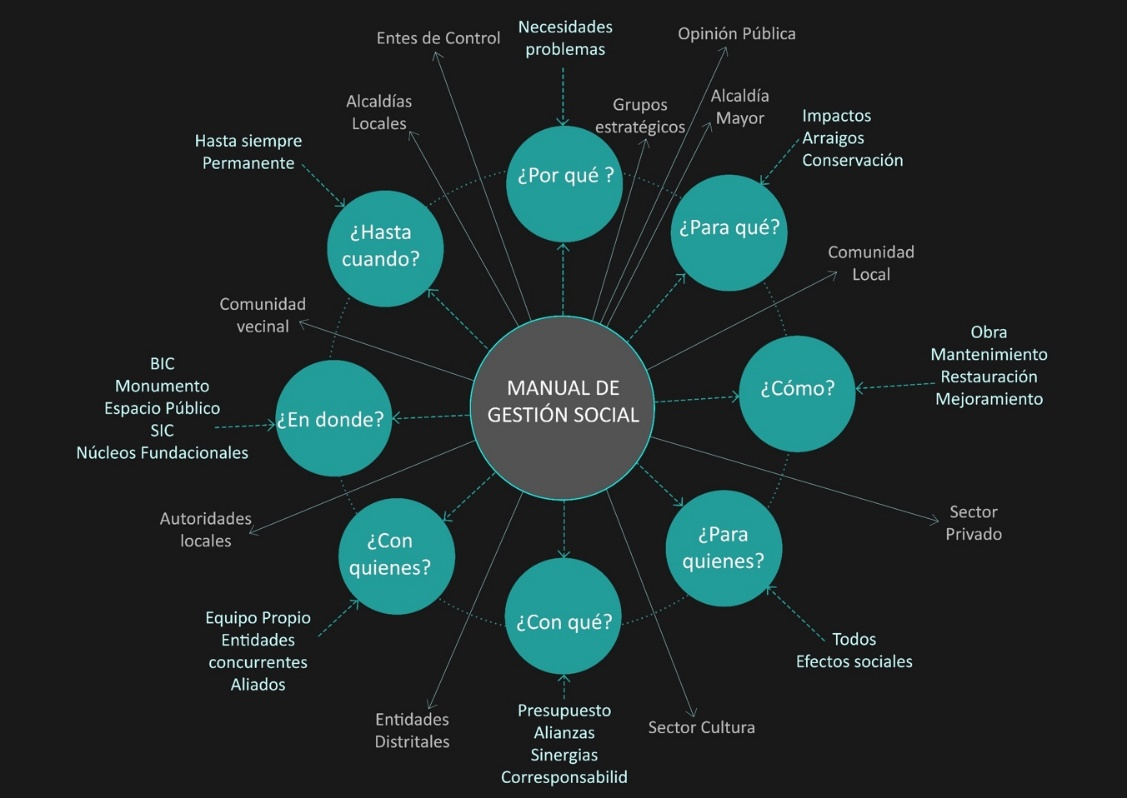 Necesidades
problemas
Entes de Control
Opinión Pública
Alcaldías
Locales
Grupos
estratégicos
Alcaldía
Mayor
Impactos
Arraigos
Conservación
Hasta siempre
Permanente
¿Por qué ?
¿Para qué?
¿Hasta
cuando?
Comunidad
Local
Comunidad
vecinal
Obra
Mantenimiento
Restauración
Mejoramiento
BIC
Monumento
Espacio Público
SIC
Núcleos Fundacionales
¿En donde?
MANUAL DE
GESTIÓN SOCIAL
¿Cómo?
Autoridades
locales
Sector
Privado
¿Con
quienes?
¿Para
quienes?
¿Con qué?
Equipo Propio
Entidades
concurrentes
Aliados
Todos
Efectos sociales
Entidades
Distritales
Presupuesto
Alianzas
Sinergias
Corresponsabilid
Sector Cultura